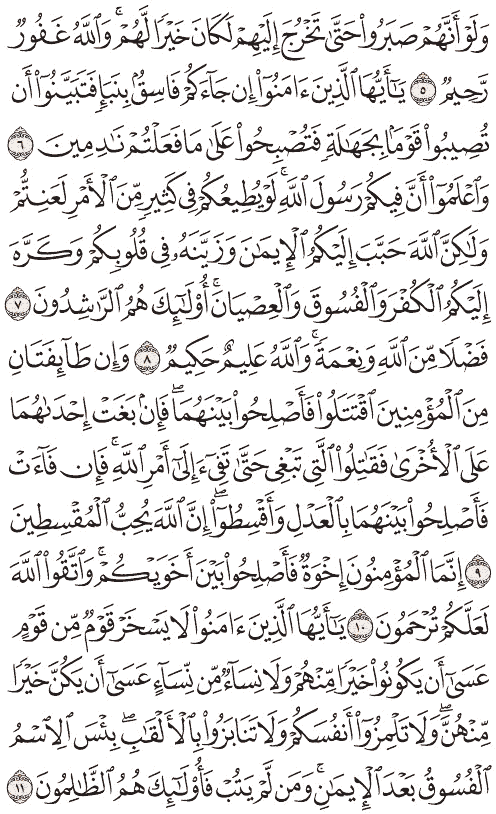 وَلَوۡ أَنَّهُمۡ صَبَرُواْ حَتَّىٰ تَخۡرُجَ إِلَيۡهِمۡ لَكَانَ خَيۡرٗا لَّهُمۡۚ وَٱللَّهُ غَفُورٞ
رَّحِيمٞ ٥ يَٰٓأَيُّهَا ٱلَّذِينَ ءَامَنُوٓاْ إِن جَآءَكُمۡ فَاسِقُۢ بِنَبَإٖ فَتَبَيَّنُوٓاْ أَن
تُصِيبُواْ قَوۡمَۢا بِجَهَٰلَةٖ فَتُصۡبِحُواْ عَلَىٰ مَا فَعَلۡتُمۡ نَٰدِمِينَ ٦
وَٱعۡلَمُوٓاْ أَنَّ فِيكُمۡ رَسُولَ ٱللَّهِۚ لَوۡ يُطِيعُكُمۡ فِي كَثِيرٖ مِّنَ ٱلۡأَمۡرِ لَعَنِتُّمۡ
وَلَٰكِنَّ ٱللَّهَ حَبَّبَ إِلَيۡكُمُ ٱلۡإِيمَٰنَ وَزَيَّنَهُۥ فِي قُلُوبِكُمۡ وَكَرَّهَ
إِلَيۡكُمُ ٱلۡكُفۡرَ وَٱلۡفُسُوقَ وَٱلۡعِصۡيَانَۚ أُوْلَٰٓئِكَ هُمُ ٱلرَّٰشِدُونَ ٧
فَضۡلٗا مِّنَ ٱللَّهِ وَنِعۡمَةٗۚ وَٱللَّهُ عَلِيمٌ حَكِيمٞ ٨ وَإِن طَآئِفَتَانِ
مِنَ ٱلۡمُؤۡمِنِينَ ٱقۡتَتَلُواْ فَأَصۡلِحُواْ بَيۡنَهُمَاۖ فَإِنۢ بَغَتۡ إِحۡدَىٰهُمَا
عَلَى ٱلۡأُخۡرَىٰ فَقَٰتِلُواْ ٱلَّتِي تَبۡغِي حَتَّىٰ تَفِيٓءَ إِلَىٰٓ أَمۡرِ ٱللَّهِۚ فَإِن فَآءَتۡ
فَأَصۡلِحُواْ بَيۡنَهُمَا بِٱلۡعَدۡلِ وَأَقۡسِطُوٓاْۖ إِنَّ ٱللَّهَ يُحِبُّ ٱلۡمُقۡسِطِينَ
٩ إِنَّمَا ٱلۡمُؤۡمِنُونَ إِخۡوَةٞ فَأَصۡلِحُواْ بَيۡنَ أَخَوَيۡكُمۡۚ وَٱتَّقُواْ ٱللَّهَ
لَعَلَّكُمۡ تُرۡحَمُونَ ١٠ يَٰٓأَيُّهَا ٱلَّذِينَ ءَامَنُواْ لَا يَسۡخَرۡ قَوۡمٞ مِّن قَوۡمٍ
عَسَىٰٓ أَن يَكُونُواْ خَيۡرٗا مِّنۡهُمۡ وَلَا نِسَآءٞ مِّن نِّسَآءٍ عَسَىٰٓ أَن يَكُنَّ خَيۡرٗا
مِّنۡهُنَّۖ وَلَا تَلۡمِزُوٓاْ أَنفُسَكُمۡ وَلَا تَنَابَزُواْ بِٱلۡأَلۡقَٰبِۖ بِئۡسَ ٱلِٱسۡمُ
ٱلۡفُسُوقُ بَعۡدَ ٱلۡإِيمَٰنِۚ وَمَن لَّمۡ يَتُبۡ فَأُوْلَٰٓئِكَ هُمُ ٱلظَّٰلِمُونَ ١١